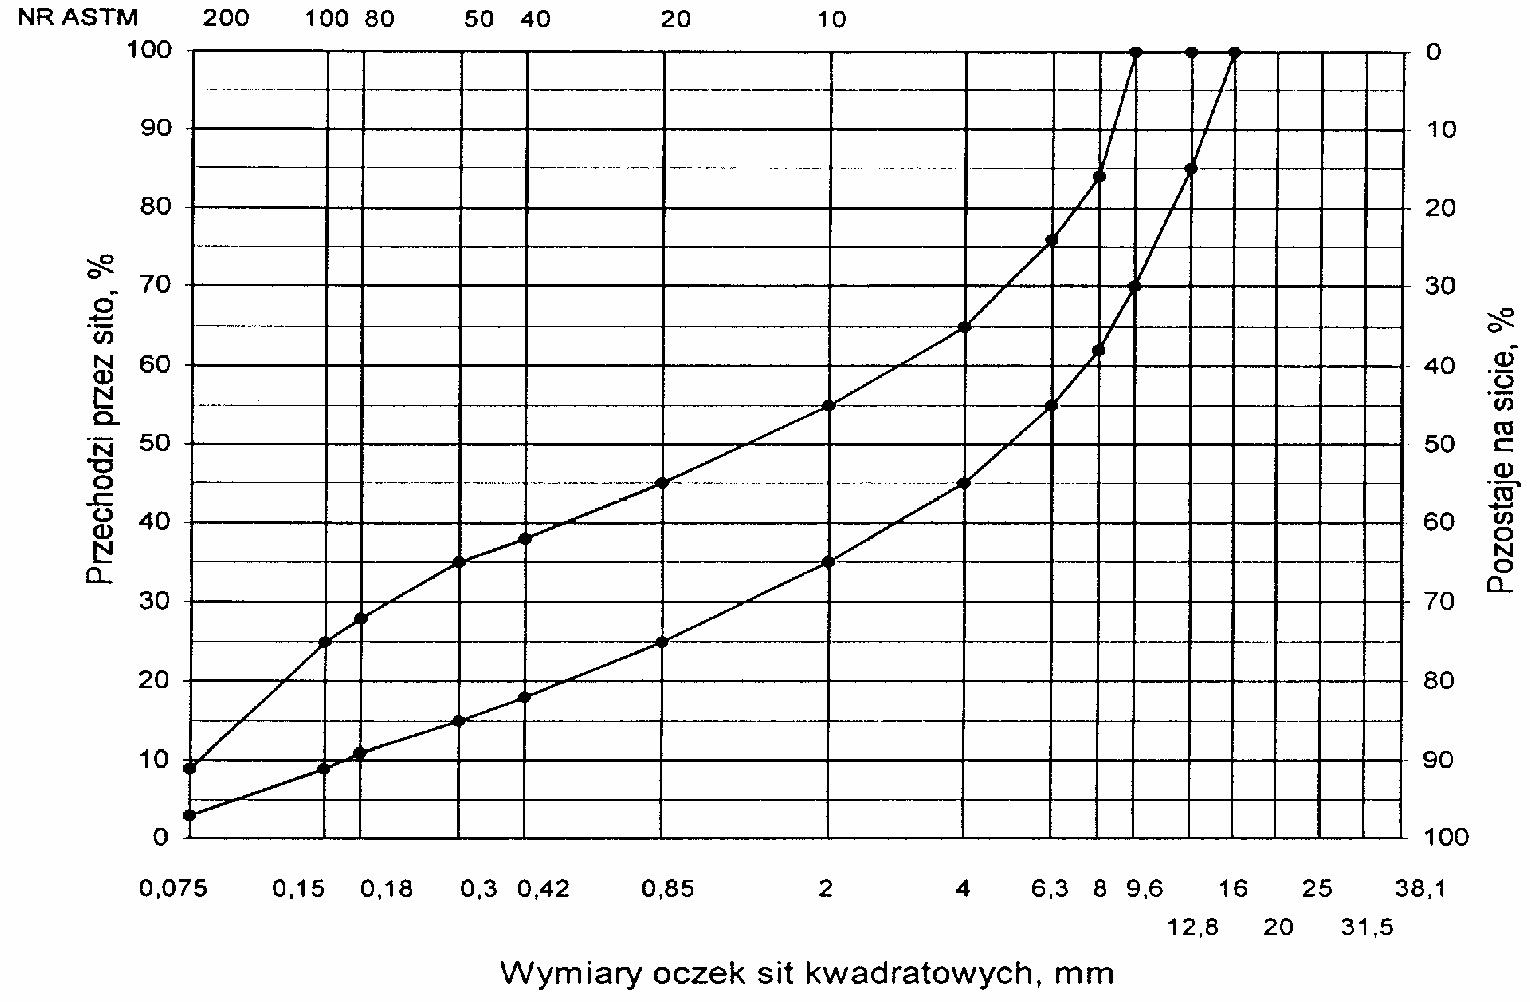 NR ASTM 200 100 80 50 40 20 10
100 0
90 10
80 20
70 30
60 40
50 50
40 60
30 70
20 80
10 90
0 100
Przechodzi przez sito, %
Pozostaje na sicie, %
0,075 0,15 0,18 0,3 0,42 0,85 2 4 6,3 8 9,6 16 25 38,1
12,8 20 31,5
Wymiary oczek sit kwadratowych, mm